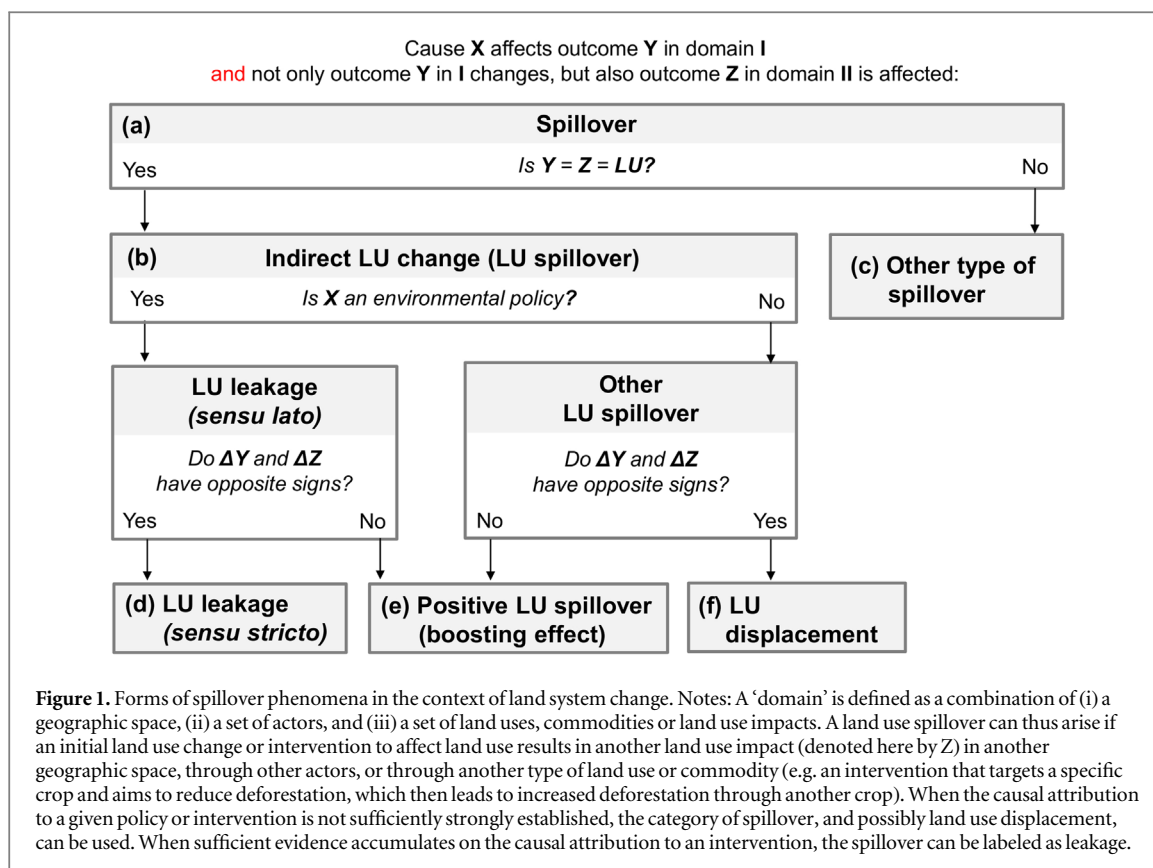 Cause X affects outcome Y in domain I
and not only outcome Y in I changes, but also outcome Z in domain II is affected:
(a) Spillover
Yes Is Y = Z = LU? No
(b) Indirect LU change (LU spillover)
Yes Is X an environmental policy? No
(c) Other type of
spillover
LU leakage
(sensu lato)
Do ΔY and ΔZ
have opposite signs?
Yes No
Other
LU spillover
Do ΔY and ΔZ
have opposite signs?
No Yes
(d) LU leakage
(sensu stricto)
(e) Positive LU spillover
(boosting effect)
(f) LU
displacement
Figure 1. Forms of spillover phenomena in the context of land system change. Notes: A ‘domain’ is defined as a combination of (i) a
geographic space, (ii) a set of actors, and (iii) a set of land uses, commodities or land use impacts. A land use spillover can thus arise if
an initial land use change or intervention to affect land use results in another land use impact (denoted here by Z) in another
geographic space, through other actors, or through another type of land use or commodity (e.g. an intervention that targets a specific
crop and aims to reduce deforestation, which then leads to increased deforestation through another crop). When the causal attribution
to a given policy or intervention is not sufficiently strongly established, the category of spillover, and possibly land use displacement,
can be used. When sufficient evidence accumulates on the causal attribution to an intervention, the spillover can be labeled as leakage.